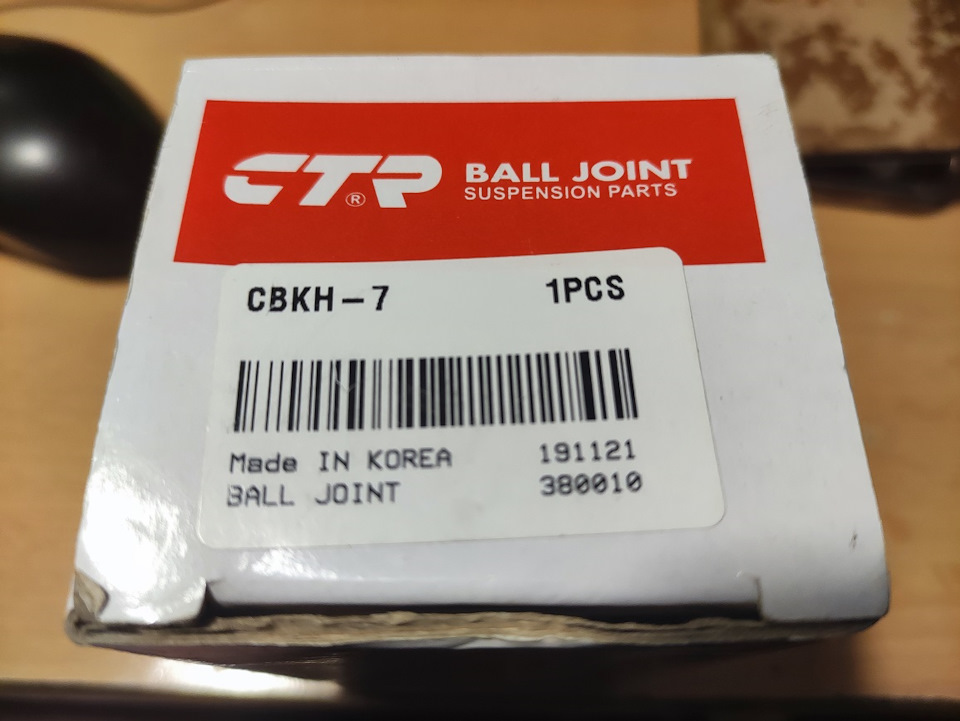 CTR® BALL JOINT
SUSPENSION PARTS
CBKH-7 1PCS
Made IN KOREA 191121
BALL JOINT 380010